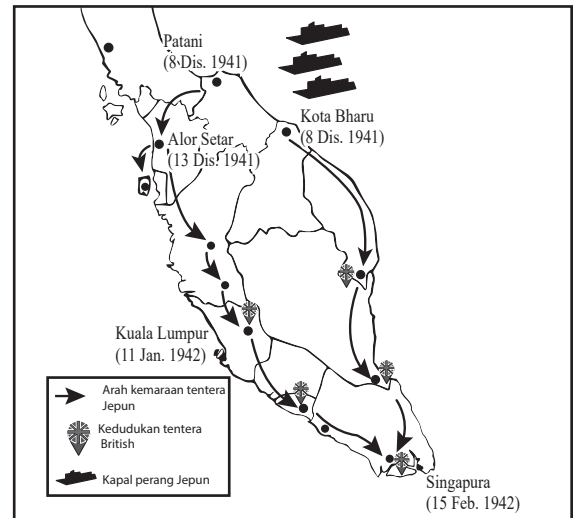 Patani
(8 Dis. 1941)
Kota Bharu
(8 Dis. 1941)
Alor Setar
(13 Dis. 1941)
Kuala Lumpur
(11 Jan. 1942)
Arah kemaraan tentera
Jepun
Kedudukan tentera
British
Kapal perang Jepun
Singapura
(15 Feb. 1942)